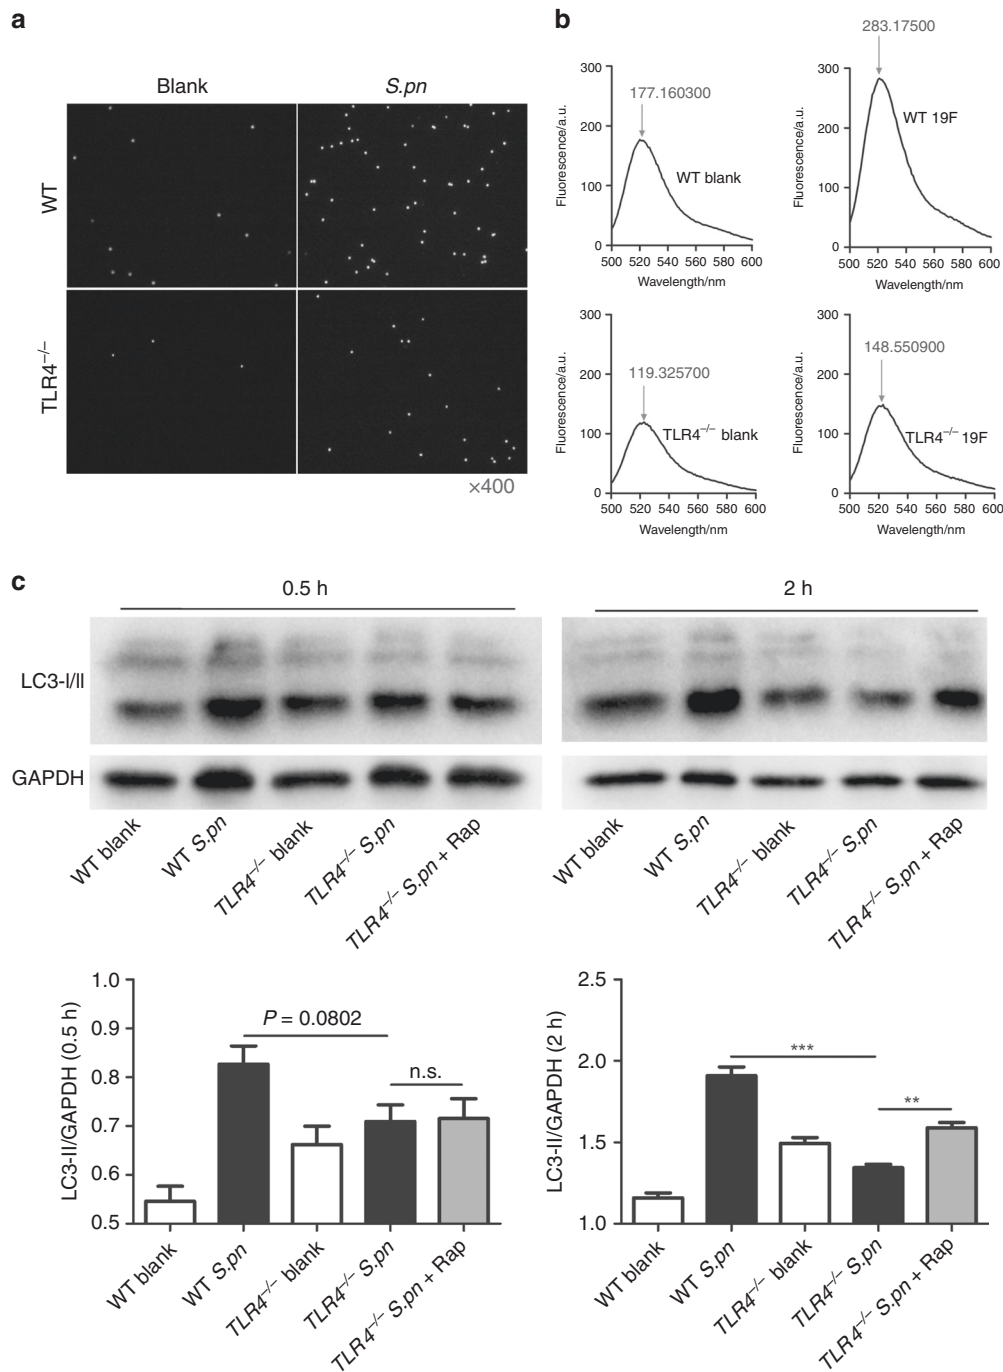 a
Blank
S.pn
WT
TLR4−/−
×400
b
177.160300
WT blank
Fluorescence/a.u.
300
200
100
0
500 520 540 560 580 600
Wavelength/nm
283.17500
WT 19F
Fluorescence/a.u.
300
200
100
0
500 520 540 560 580 600
Wavelength/nm
119.325700
TLR4−/− blank
Fluorescence/a.u.
300
200
100
0
500 520 540 560 580 600
Wavelength/nm
148.550900
TLR4−/− 19F
Fluorescence/a.u.
300
200
100
0
500 520 540 560 580 600
Wavelength/nm
c
0.5 h
2 h
LC3-I/II
GAPDH
WT blank
WT S.pn
TLR4−/− blank
TLR4−/− S.pn
TLR4−/− S.pn + Rap
WT blank
WT S.pn
TLR4−/− blank
TLR4−/− S.pn
TLR4−/− S.pn + Rap
LC3-II/GAPDH (0.5 h)
1.0
0.9
0.8
0.7
0.6
0.5
P = 0.0802
n.s.
WT blank
WT S.pn
TLR4−/− blank
TLR4−/− S.pn
TLR4−/− S.pn + Rap
LC3-II/GAPDH (2 h)
2.5
2.0
1.5
1.0
***
**
WT blank
WT S.pn
TLR4−/− blank
TLR4−/− S.pn
TLR4−/− S.pn + Rap